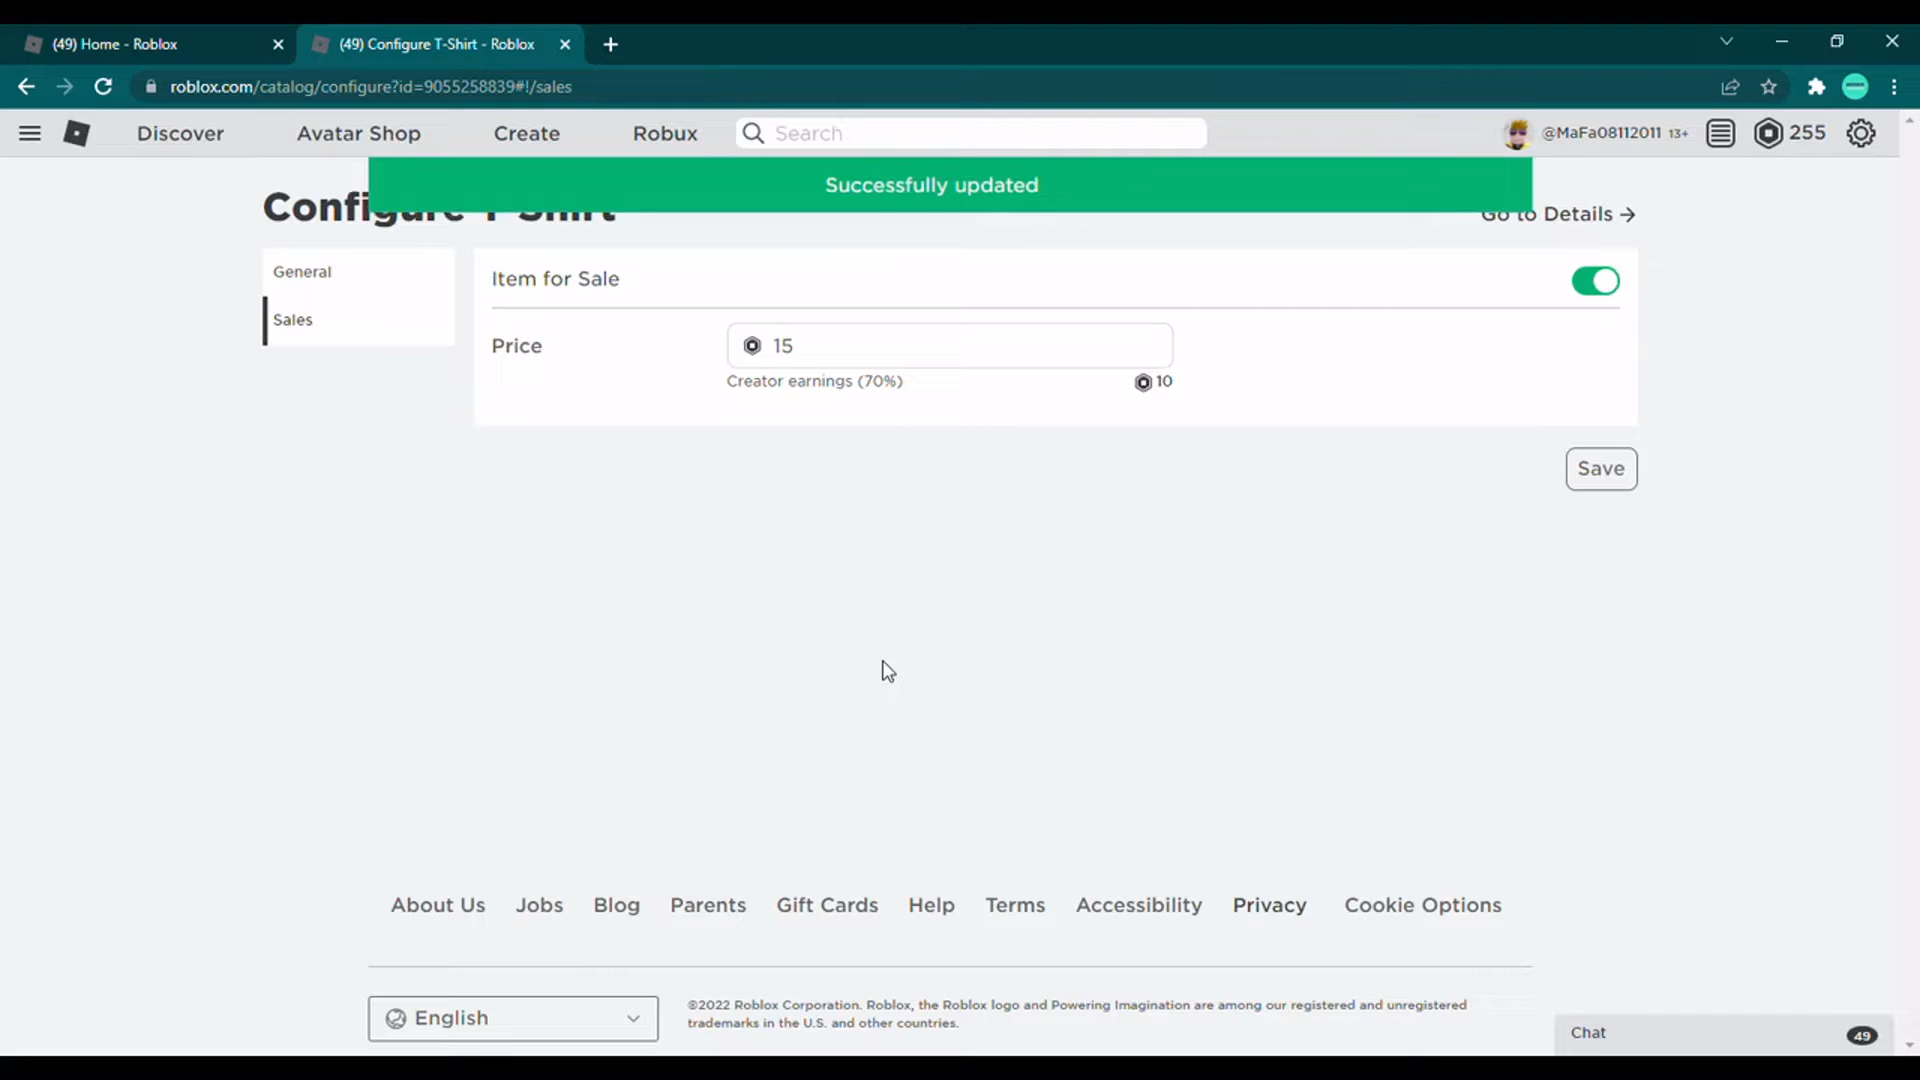 (49) Home - Roblox
(49) Configure T-Shirt - Roblox
roblox.com/catalog/configure?id=9055258839#!/sales
Discover
Avatar Shop
Create
Robux
Search
@MaFa08112011 13+
255
Successfully updated
Configure T-Shirt
Go to Details →
General
Sales
Item for Sale
Price
15
Creator earnings (70%)
10
Save
About Us
Jobs
Blog
Parents
Gift Cards
Help
Terms
Accessibility
Privacy
Cookie Options
English
©2022 Roblox Corporation. Roblox, the Roblox logo and Powering Imagination are among our registered and unregistered
trademarks in the U.S. and other countries.
Chat
49